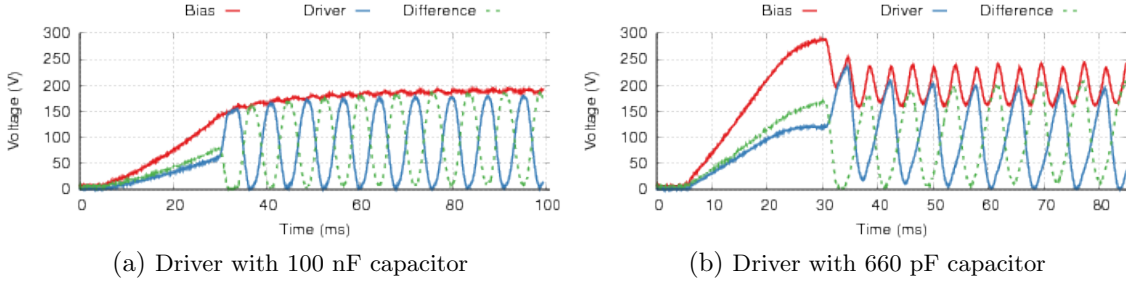 Bias Driver Difference
300
250
200
150
100
50
0
Voltage (V)
0 20 40 60 80 100
Time (ms)
(a) Driver with 100 nF capacitor
Bias Driver Difference
300
250
200
150
100
50
0
Voltage (V)
0 10 20 30 40 50 60 70 80
Time (ms)
(b) Driver with 660 pF capacitor